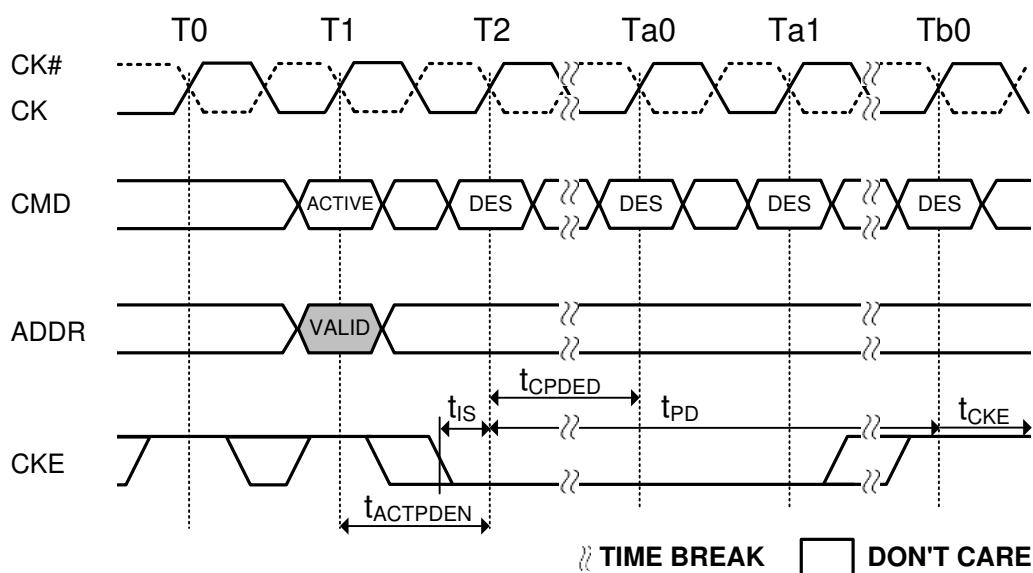 T0 T1 T2 Ta0 Ta1 Tb0
CK#
CK
CMD ACTIVE DES DES DES DES
ADDR VALID
tCPDED
tIS tPD tCKE
CKE
tACTPDEN
TIME BREAK DON'T CARE